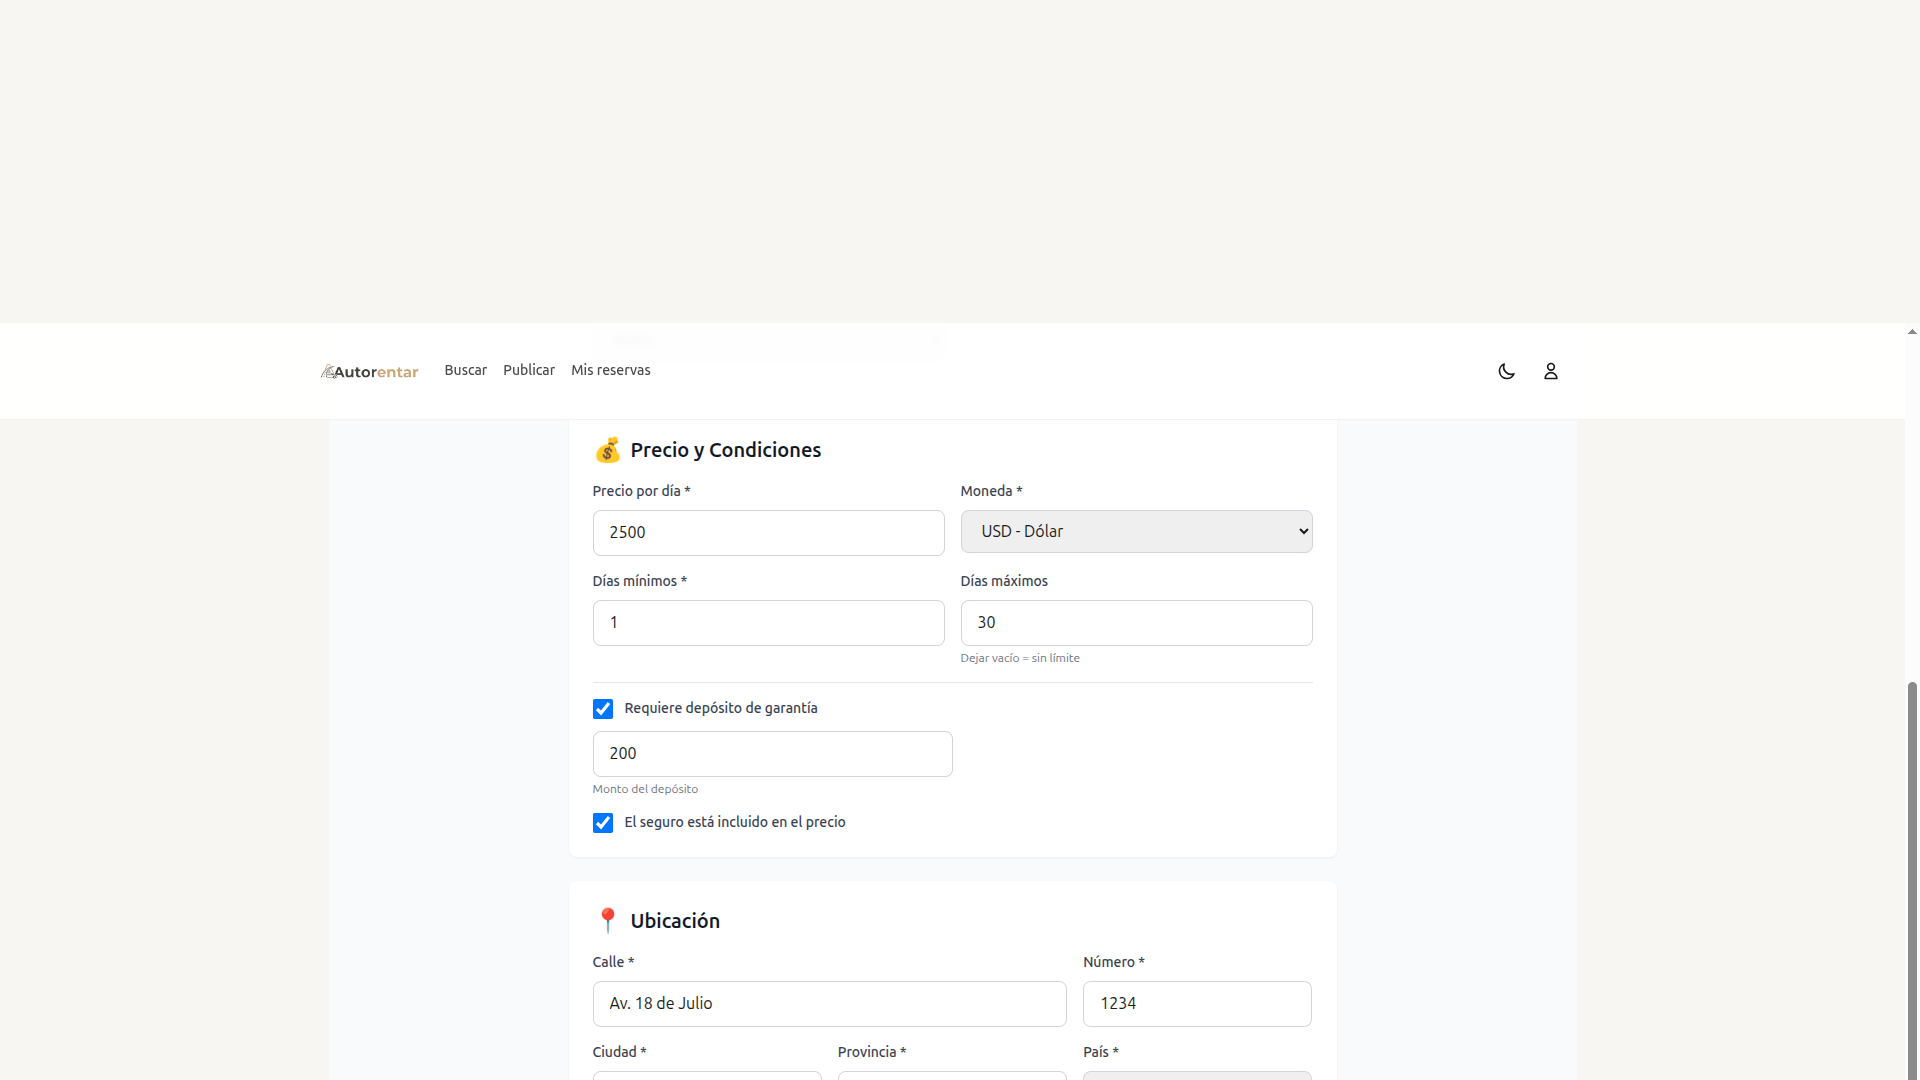 Autorentar Buscar Publicar Mis reservas
Precio y Condiciones
Precio por día * Moneda *
2500 USD - Dólar
Días mínimos * Días máximos
1 30
Dejar vacío = sin límite
Requiere depósito de garantía
200
Monto del depósito
El seguro está incluido en el precio
Ubicación
Calle * Número *
Av. 18 de Julio 1234
Ciudad * Provincia * País *